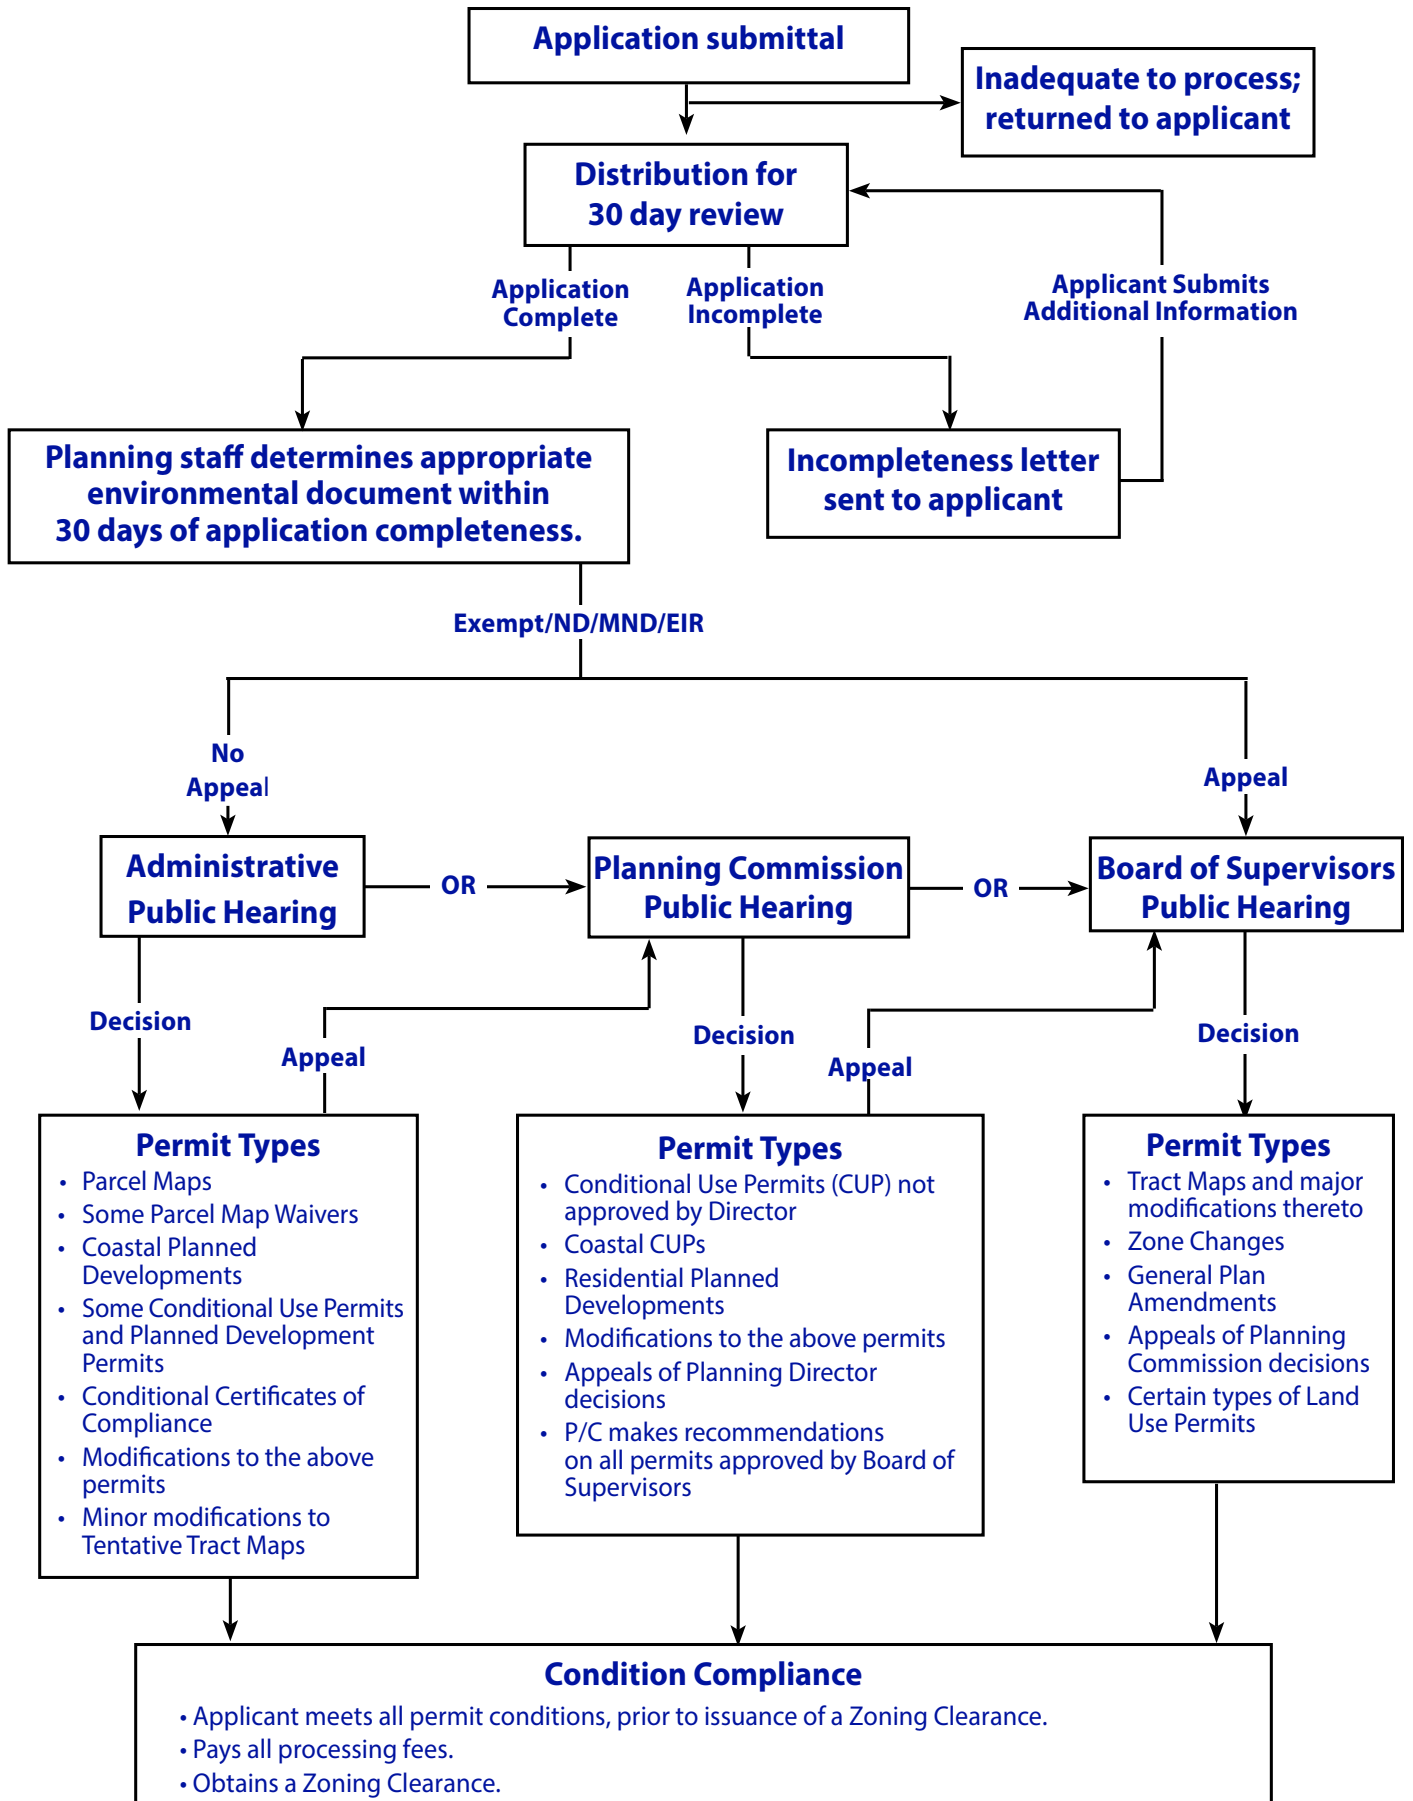 Application submittal
Inadequate to process;
returned to applicant
Distribution for
30 day review
Application
Complete
Application
Incomplete
Applicant Submits
Additional Information
Planning staff determines appropriate
environmental document within
30 days of application completeness.
Incompleteness letter
sent to applicant
Exempt/ND/MND/EIR
No
Appeal
Appeal
Administrative
Public Hearing
OR
Planning Commission
Public Hearing
OR
Board of Supervisors
Public Hearing
Decision
Appeal
Decision
Appeal
Decision
Permit Types
• Parcel Maps
• Some Parcel Map Waivers
• Coastal Planned
Developments
• Some Conditional Use Permits
and Planned Development
Permits
• Conditional Certificates of
Compliance
• Modifications to the above
permits
• Minor modifications to
Tentative Tract Maps
Permit Types
• Conditional Use Permits (CUP) not
approved by Director
• Coastal CUPs
• Residential Planned
Developments
• Modifications to the above permits
• Appeals of Planning Director
decisions
• P/C makes recommendations
on all permits approved by Board of
Supervisors
Permit Types
• Tract Maps and major
modifications thereto
• Zone Changes
• General Plan
Amendments
• Appeals of Planning
Commission decisions
• Certain types of Land
Use Permits
Condition Compliance
• Applicant meets all permit conditions, prior to issuance of a Zoning Clearance.
• Pays all processing fees.
• Obtains a Zoning Clearance.